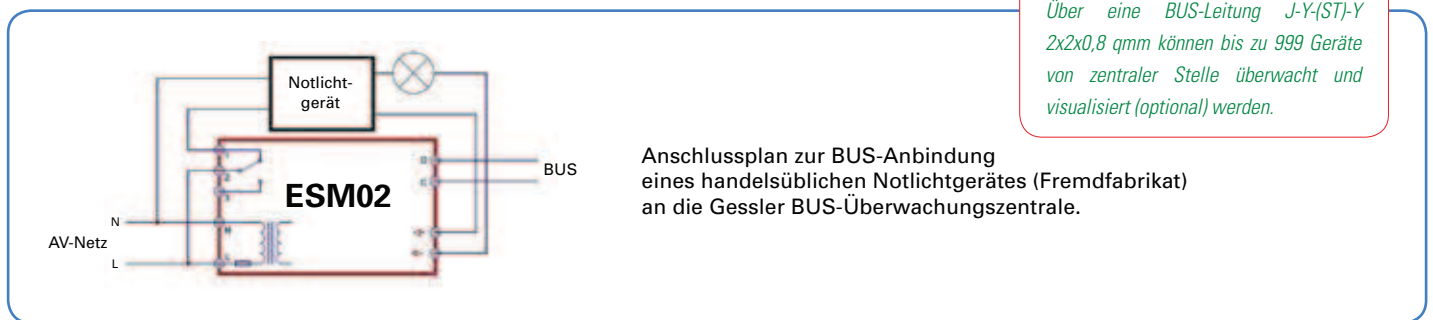 Über eine BUS-Leitung J-Y-(ST)-Y
2x2x0,8 qmm können bis zu 999 Geräte
von zentraler Stelle überwacht und
visualisiert (optional) werden.
Notlicht-
gerät
ESM02
BUS
N
AV-Netz
L
Anschlussplan zur BUS-Anbindung
eines handelsüblichen Notlichtgerätes (Fremdfabrikat)
an die Gessler BUS-Überwachungszentrale.